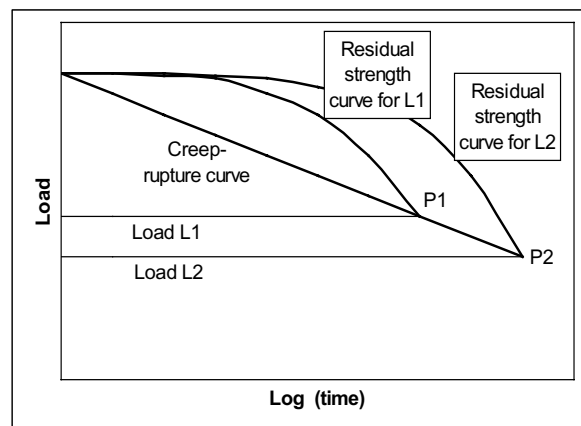 Residual
strength
curve for L1
Residual
strength
curve for L2
Creep-
rupture curve
P1
Load L1
Load L2
P2
Load
Log (time)